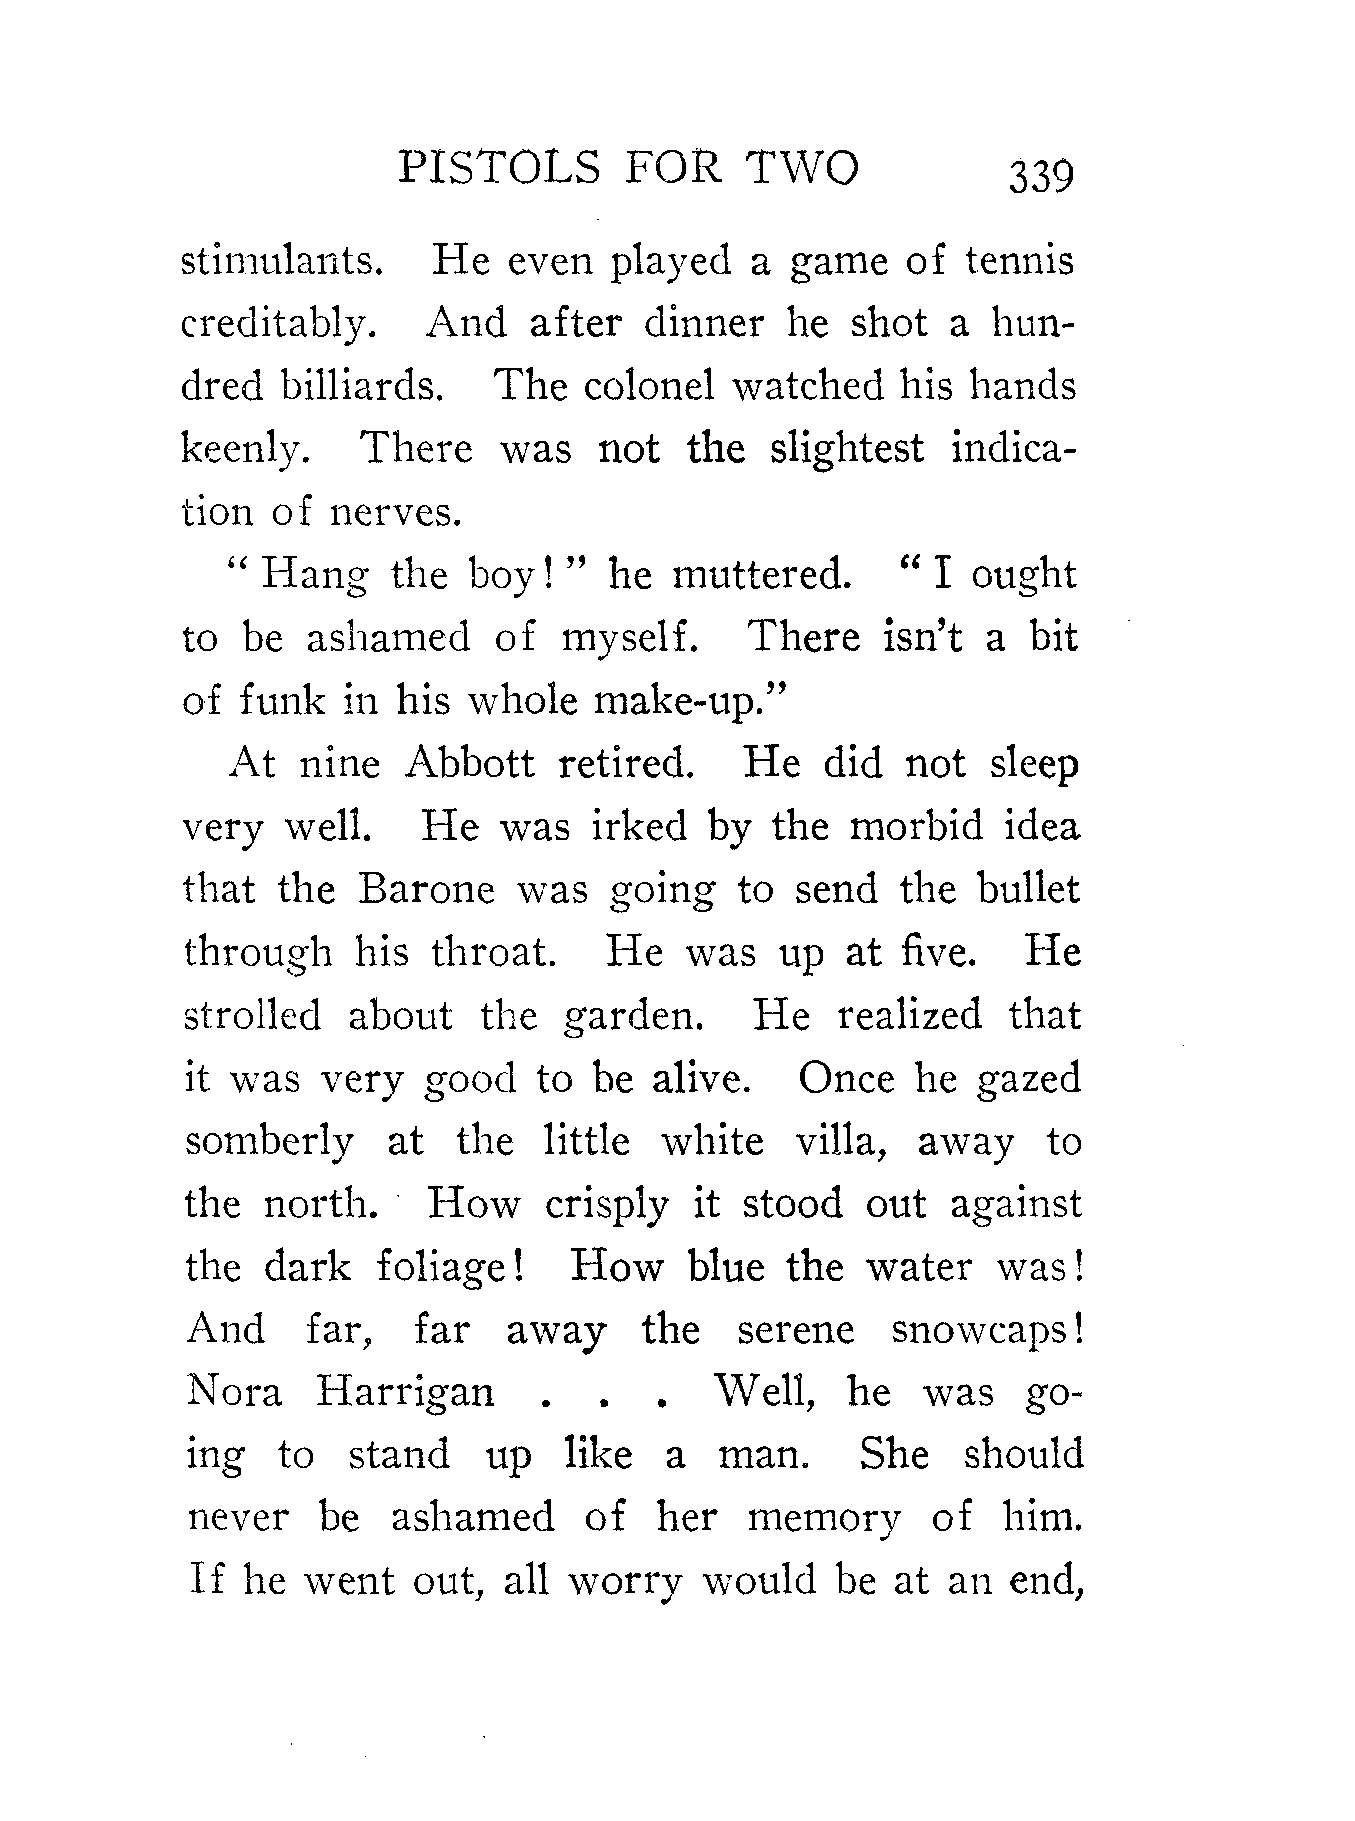 PISTOLS FOR TWO 339
stimulants. He even played a game of tennis
creditably. And after dinner he shot a hun-
dred billiards. The colonel watched his hands
keenly. There was not the slightest indica-
tion of nerves.
“ Hang the boy! ” he muttered. “ I ought
to be ashamed of myself. There isn’t a bit
of funk in his whole make-up.”
At nine Abbott retired. He did not sleep
very well. He was irked by the morbid idea
that the Barone was going to send the bullet
through his throat. He was up at five. He
strolled about the garden. He realized that
it was very good to be alive. Once he gazed
somberly at the little white villa, away to
the north. How crisply it stood out against
the dark foliage! How blue the water was!
And far, far away the serene snowcaps!
Nora Harrigan . . . Well, he was go-
ing to stand up like a man. She should
never be ashamed of her memory of him.
If he went out, all worry would be at an end,